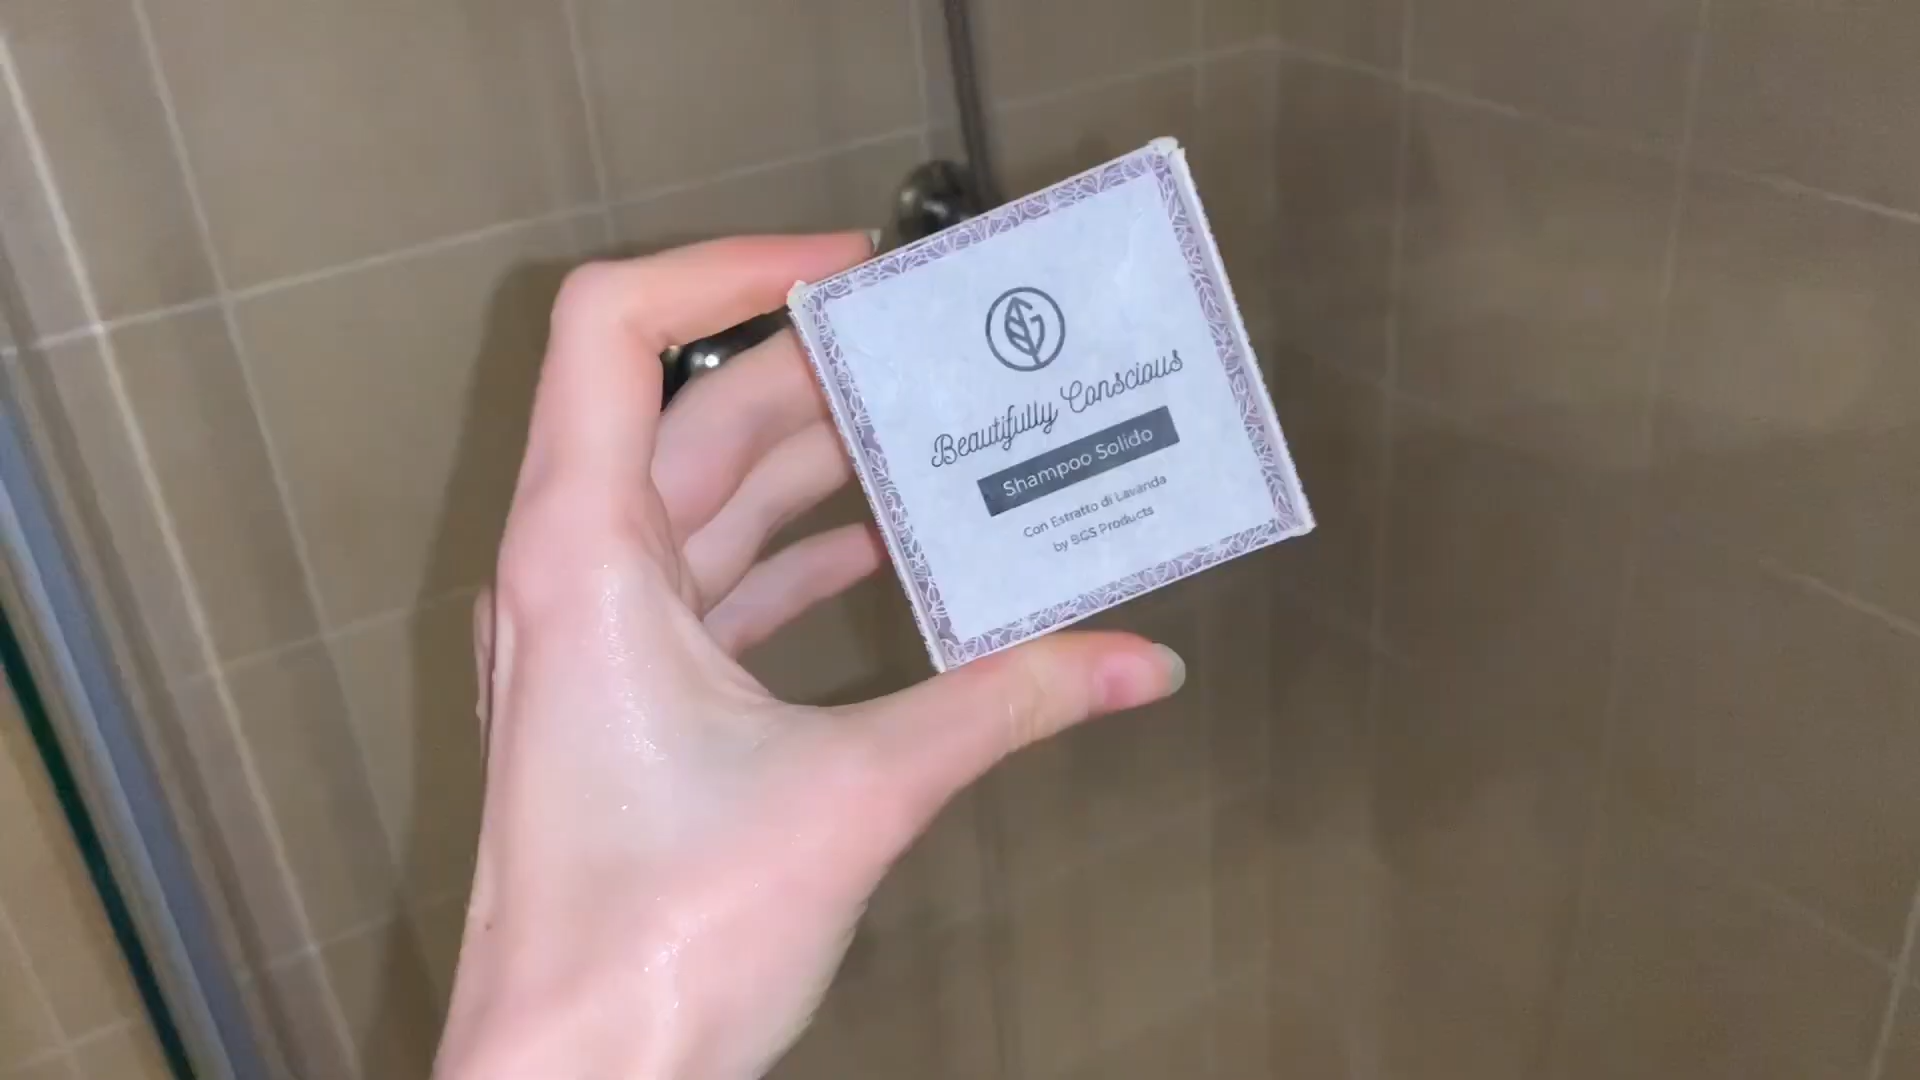 Beautifully Conscious
Shampoo Solido
Con Estratto di Lavanda
by BGS Products